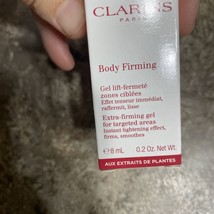 CLARINS
PARIS
Body Firming
Gel lift-fermeté
zones ciblées
Effet tenseur immédiat,
raffermit, lisse
Extra-firming gel
for targeted areas
Instant tightening effect,
firms, smoothes
℮ 8 mL 0.2 Oz. Net Wt.
AUX EXTRAITS DE PLANTES